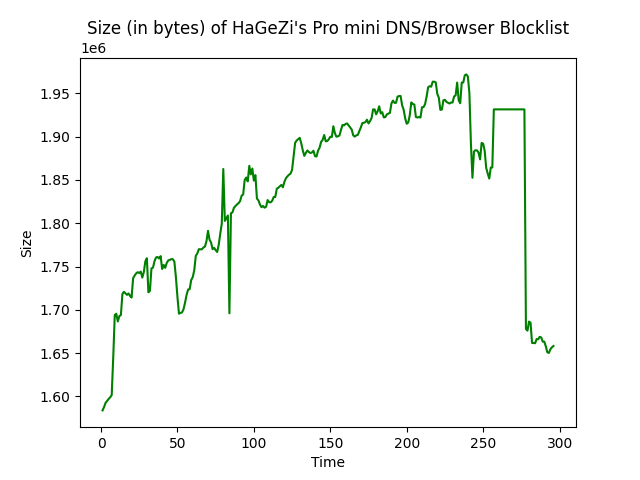 Size (in bytes) of HaGeZi's Pro mini DNS/Browser Blocklist
1e6
1.95
1.90
1.85
1.80
1.75
1.70
1.65
1.60
Size
0 50 100 150 200 250 300
Time